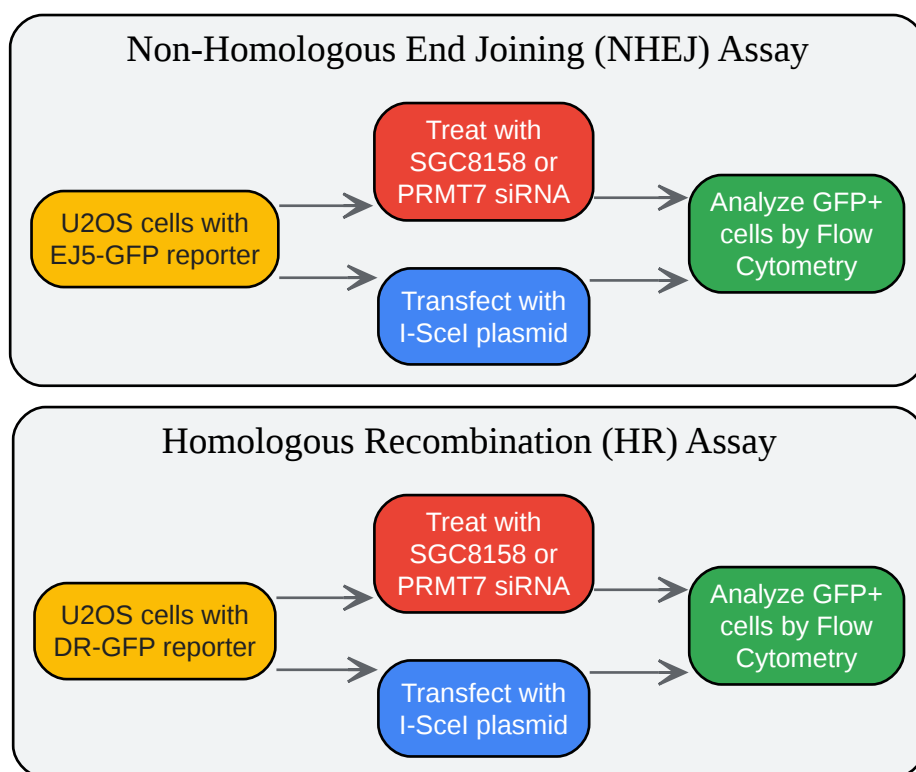 Non-Homologous End Joining (NHEJ) Assay
Treat with
SGC8158 or
PRMT7 siRNA
U2OS cells with
EJ5-GFP reporter
Analyze GFP+
cells by Flow
Cytometry
Transfect with
I-SceI plasmid
Homologous Recombination (HR) Assay
Treat with
SGC8158 or
PRMT7 siRNA
U2OS cells with
DR-GFP reporter
Analyze GFP+
cells by Flow
Cytometry
Transfect with
I-SceI plasmid